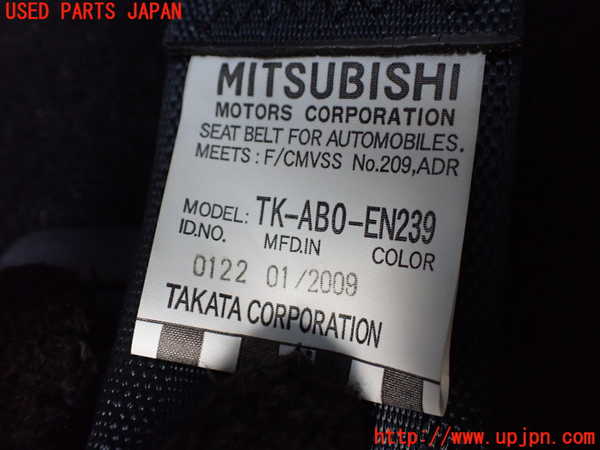 USED PARTS JAPAN
MITSUBISHI
MOTORS CORPORATION
SEAT BELT FOR AUTOMOBILES.
MEETS : F/CMVSS No.209,ADR
MODEL: TK-AB0-EN239
ID.NO. MFD.IN COLOR
0122 01/2009
TAKATA CORPORATION
http://www.upjpn.com/